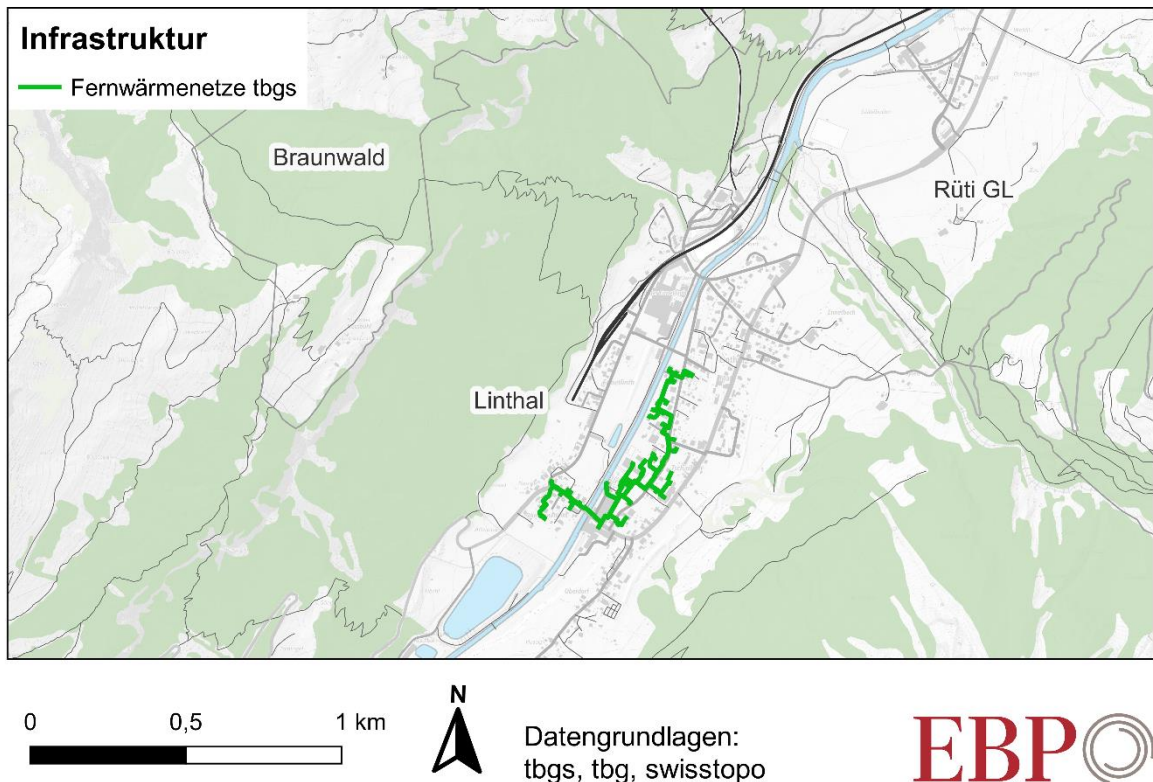 Infrastruktur
Fernwärmenetze tbgs
Braunwald
Rüti GL
Linthal
0 0,5 1 km
N
Datengrundlagen:
tbgs, tbg, swisstopo
EBP